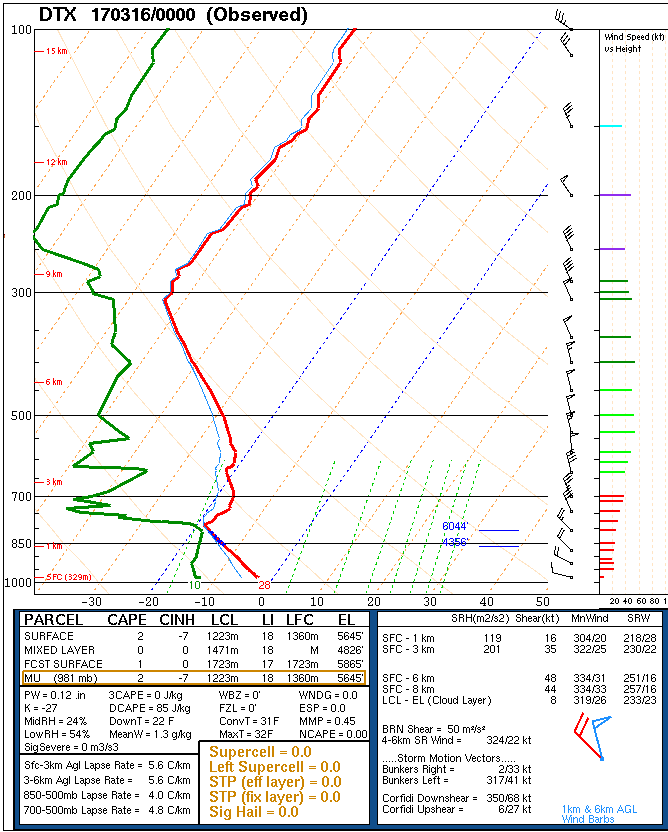 DTX 170316/0000 (Observed)
100
15 km
Wind Speed (kt)
vs Height
12 km
200
9 km
300
6 km
500
3 km
700
6044'
4356'
850
1 km
SFC (329m)
1000
10
28
-30 -20 -10 0 10 20 30 40 50
20 40 60 80 1
PARCEL CAPE CINH LCL LI LFC EL
SURFACE 2 -7 1223m 18 1360m 5645'
MIXED LAYER 0 0 1471m 18 M 4826'
FCST SURFACE 1 0 1723m 17 1723m 5865'
MU (981 mb) 2 -7 1223m 18 1360m 5645'
PW = 0.12 .in 3CAPE = 0 J/kg WBZ = 0' WNDG = 0.0
K = -27 DCAPE = 85 J/kg FZL = 0' ESP = 0.0
MidRH = 24% DownT = 22 F ConvT = 31F MMP = 0.45
LowRH = 54% MeanW = 1.3 g/kg MaxT = 32F NCAPE = 0.00
SigSevere = 0 m3/s3
Sfc-3km Agl Lapse Rate = 5.6 C/km
3-6km Agl Lapse Rate = 5.6 C/km
850-500mb Lapse Rate = 4.0 C/km
700-500mb Lapse Rate = 4.8 C/km
Supercell = 0.0
Left Supercell = 0.0
STP (eff layer) = 0.0
STP (fix layer) = 0.0
Sig Hail = 0.0
SRH(m2/s2) Shear(kt) MnWind SRW
SFC - 1 km 119 16 304/20 218/28
SFC - 3 km 201 35 322/25 230/22
SFC - 6 km 48 334/31 251/16
SFC - 8 km 44 334/33 257/16
LCL - EL (Cloud Layer) 8 319/26 233/23
BRN Shear = 50 m²/s²
4-6km SR Wind = 324/22 kt
.....Storm Motion Vectors.....
Bunkers Right = 2/33 kt
Bunkers Left = 317/41 kt
Corfidi Downshear = 350/68 kt
Corfidi Upshear = 6/27 kt
1km & 6km AGL
Wind Barbs